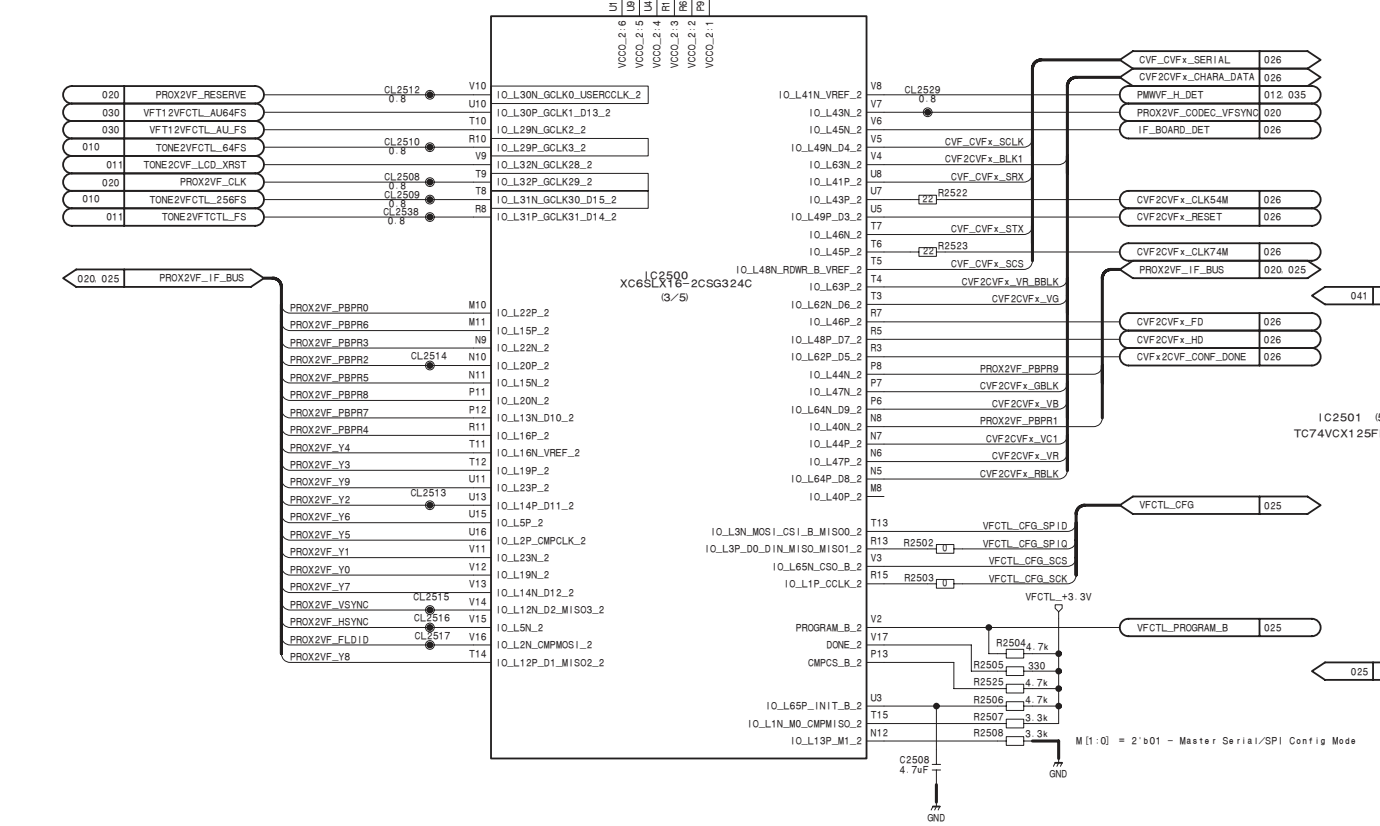 U1
U9
U4
R1
R6
P9
VCCO_2:6
VCCO_2:5
VCCO_2:4
VCCO_2:3
VCCO_2:2
VCCO_2:1
020 PROX2VF_RESERVE CL2512 0.8 V10 IO_L30N_GCLK0_USERCCLK_2
030 VFT12VFCTL_AU64FS U10 IO_L30P_GCLK1_D13_2
030 VFT12VFCTL_AU_FS T10 IO_L29N_GCLK2_2
010 TONE2VFCTL_64FS CL2510 0.8 R10 IO_L29P_GCLK3_2
011 TONE2CVF_LCD_XRST V9 IO_L32N_GCLK28_2
020 PROX2VF_CLK CL2508 0.8 T9 IO_L32P_GCLK29_2
010 TONE2VFCTL_256FS CL2509 0.8 T8 IO_L31N_GCLK30_D15_2
011 TONE2VFTCTL_FS CL2538 0.8 R8 IO_L31P_GCLK31_D14_2
020. 025 PROX2VF_IF_BUS
IC2500
XC6SLX16-2CSG324C
(3/5)
PROX2VF_PBPR0 M10 IO_L22P_2
PROX2VF_PBPR6 M11 IO_L15P_2
PROX2VF_PBPR3 N9 IO_L22N_2
PROX2VF_PBPR2 CL2514 N10 IO_L20P_2
PROX2VF_PBPR5 N11 IO_L15N_2
PROX2VF_PBPR8 P11 IO_L20N_2
PROX2VF_PBPR7 P12 IO_L13N_D10_2
PROX2VF_PBPR4 R11 IO_L16P_2
PROX2VF_Y4 T11 IO_L16N_VREF_2
PROX2VF_Y3 T12 IO_L19P_2
PROX2VF_Y9 U11 IO_L23P_2
PROX2VF_Y2 CL2513 U13 IO_L14P_D11_2
PROX2VF_Y6 U15 IO_L5P_2
PROX2VF_Y5 U16 IO_L2P_CMPCLK_2
PROX2VF_Y1 V11 IO_L23N_2
PROX2VF_Y0 V12 IO_L19N_2
PROX2VF_Y7 V13 IO_L14N_D12_2
PROX2VF_VSYNC CL2515 V14 IO_L12N_D2_MISO3_2
PROX2VF_HSYNC CL2516 V15 IO_L5N_2
PROX2VF_FLDID CL2517 V16 IO_L2N_CMPMOSI_2
PROX2VF_Y8 T14 IO_L12P_D1_MISO2_2
CVF_CVFx_SERIAL 026
CVF2CVFx_CHARA_DATA 026
IO_L41N_VREF_2 V8 CL2529 0.8 PMWVF_H_DET 012. 035
IO_L43N_2 V7 PROX2VF_CODEC_VFSYNC 020
IO_L45N_2 V6 IF_BOARD_DET 026
IO_L49N_D4_2 V5 CVF_CVFx_SCLK
IO_L63N_2 V4 CVF2CVFx_BLK1
IO_L41P_2 U8 CVF_CVFx_SRX
IO_L43P_2 U7 22 R2522 CVF2CVFx_CLK54M 026
IO_L49P_D3_2 U5 CVF2CVFx_RESET 026
IO_L46N_2 T7 CVF_CVFx_STX
IO_L45P_2 T6 22 R2523 CVF2CVFx_CLK74M 026
IO_L48N_RDWR_B_VREF_2 T5 CVF_CVFx_SCS PROX2VF_IF_BUS 020. 025
IO_L63P_2 T4 CVF2CVFx_VR_BBLK
IO_L62N_D6_2 T3 CVF2CVFx_VG
041
IO_L46P_2 R7 CVF2CVFx_FD 026
IO_L48P_D7_2 R5 CVF2CVFx_HD 026
IO_L62P_D5_2 R3 CVFx2CVF_CONF_DONE 026
IO_L44N_2 P8 PROX2VF_PBPR9
IO_L47N_2 P7 CVF2CVFx_GBLK
IO_L64N_D9_2 P6 CVF2CVFx_VB
IO_L40N_2 N8 PROX2VF_PBPR1
IO_L44P_2 N7 CVF2CVFx_VC1
IO_L47P_2 N6 CVF2CVFx_VR
IO_L64P_D8_2 N5 CVF2CVFx_RBLK
IO_L40P_2 M8
IC2501
TC74VCX125F
VFCTL_CFG 025
IO_L3N_MOSI_CSI_B_MISO0_2 T13 VFCTL_CFG_SPID
IO_L3P_D0_DIN_MISO_MISO1_2 R13 R2502 0 VFCTL_CFG_SPIQ
IO_L65N_CSO_B_2 V3 VFCTL_CFG_SCS
IO_L1P_CCLK_2 R15 R2503 0 VFCTL_CFG_SCK
VFCTL_+3.3V
PROGRAM_B_2 V2 VFCTL_PROGRAM_B 025
DONE_2 V17 R2504 4.7k
CMPCS_B_2 P13 R2505 330
025
R2525 4.7k
IO_L65P_INIT_B_2 U3 R2506 4.7k
IO_L1N_M0_CMPMISO_2 T15 R2507 3.3k
IO_L13P_M1_2 N12 R2508 3.3k
M[1:0] = 2'b01 - Master Serial/SPI Config Mode
C2508
4.7uF
GND
GND